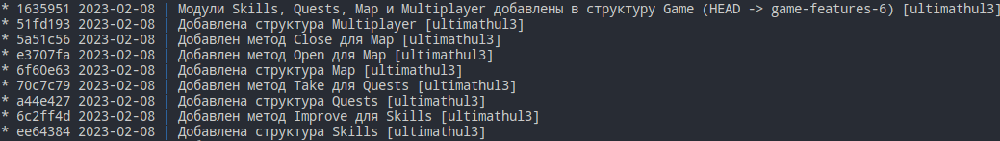 * 1635951 2023-02-08 | Модули Skills, Quests, Map и Multiplayer добавлены в структуру Game (HEAD -> game-features-6) [ultimathul3]
* 51fd193 2023-02-08 | Добавлена структура Multiplayer [ultimathul3]
* 5a51c56 2023-02-08 | Добавлен метод Close для Map [ultimathul3]
* e3707fa 2023-02-08 | Добавлен метод Open для Map [ultimathul3]
* 6f60e63 2023-02-08 | Добавлена структура Map [ultimathul3]
* 70c7c79 2023-02-08 | Добавлен метод Take для Quests [ultimathul3]
* a44e427 2023-02-08 | Добавлена структура Quests [ultimathul3]
* 6c2ff4d 2023-02-08 | Добавлен метод Improve для Skills [ultimathul3]
* ee64384 2023-02-08 | Добавлена структура Skills [ultimathul3]